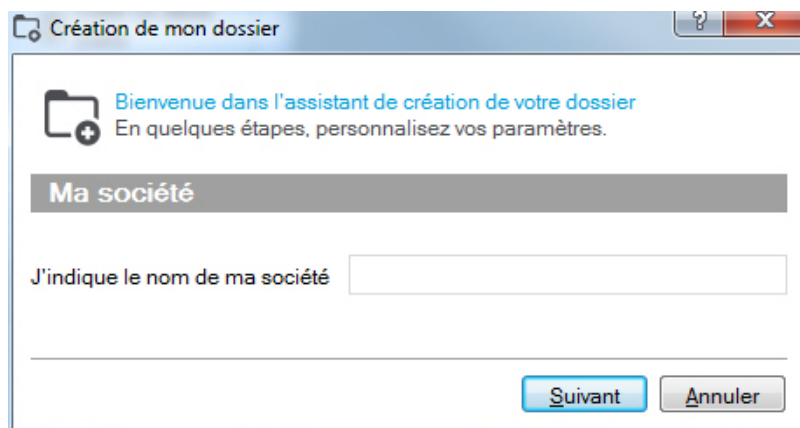 Création de mon dossier
?
X
Bienvenue dans l'assistant de création de votre dossier
En quelques étapes, personnalisez vos paramètres.
Ma société
J'indique le nom de ma société
Suivant
Annuler